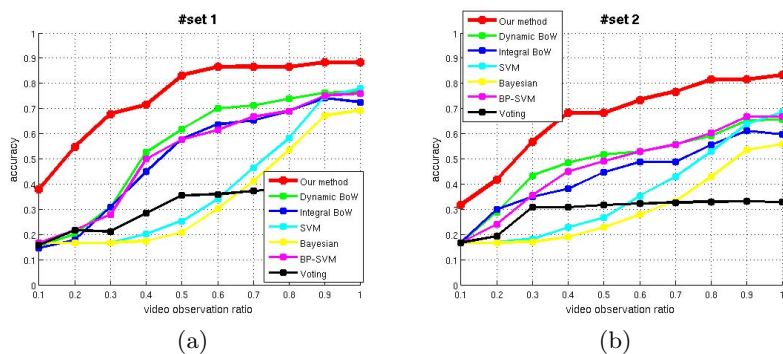 #set 1
1
0.9
0.8
0.7
0.6
0.5
0.4
0.3
0.2
0.1
0
accuracy
0.1 0.2 0.3 0.4 0.5 0.6 0.7 0.8 0.9 1
video observation ratio
Our method
Dynamic BoW
Integral BoW
SVM
Bayesian
BP-SVM
Voting
(a)
#set 2
1
0.9
0.8
0.7
0.6
0.5
0.4
0.3
0.2
0.1
0
accuracy
0.1 0.2 0.3 0.4 0.5 0.6 0.7 0.8 0.9 1
video observation ratio
Our method
Dynamic BoW
Integral BoW
SVM
Bayesian
BP-SVM
Voting
(b)